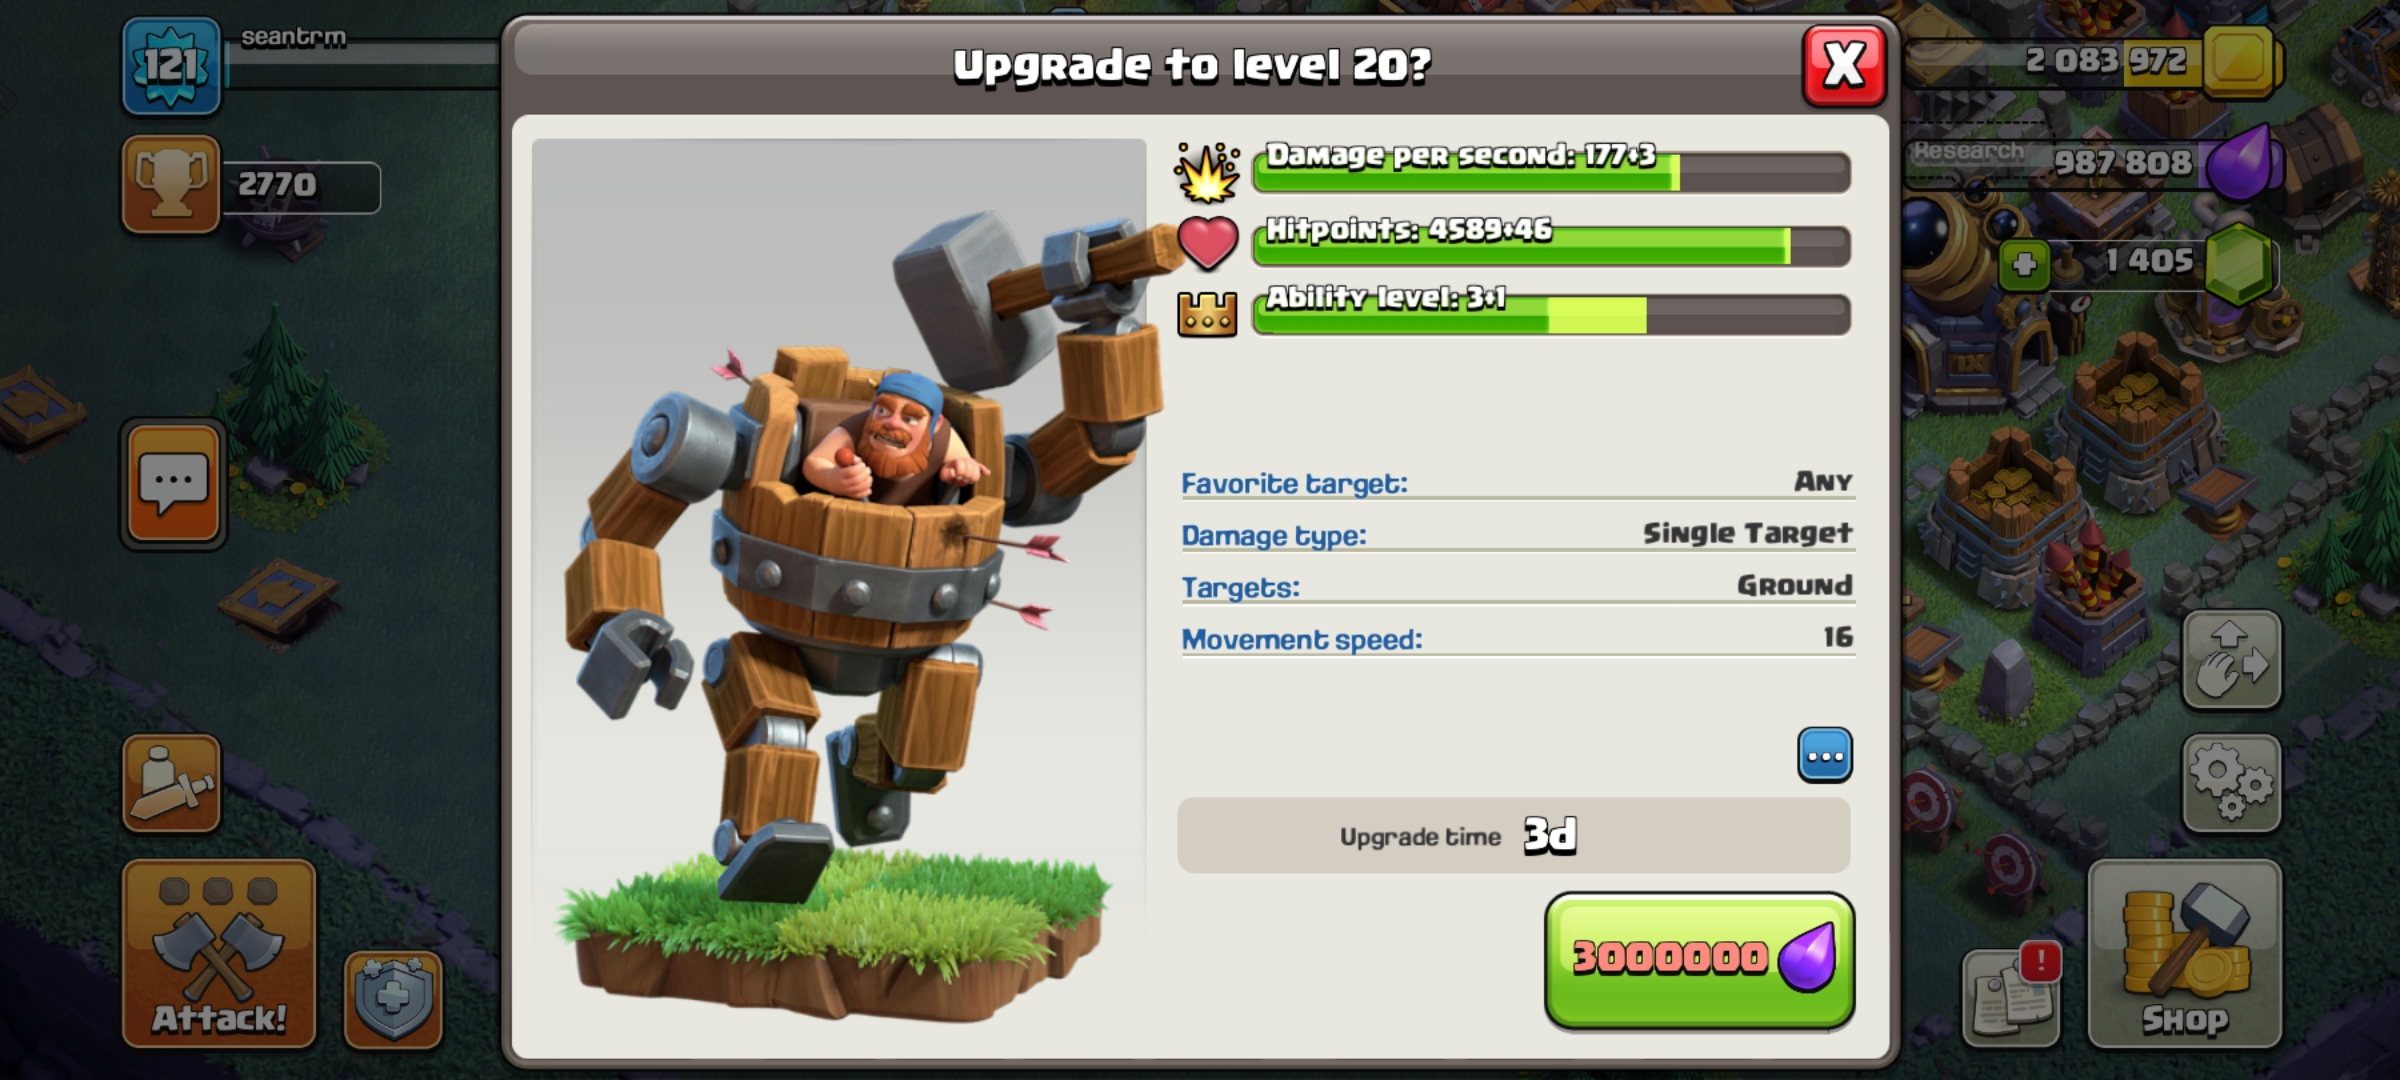 121
seantrm
2770
Upgrade to level 20?
X
2 083 972
Research
987 808
1 405
Damage per second: 177+3
Hitpoints: 4589+46
Ability level: 3+1
Favorite target: Any
Damage type: Single Target
Targets: Ground
Movement speed: 16
Upgrade time 3d
3000000
Attack!
!
Shop